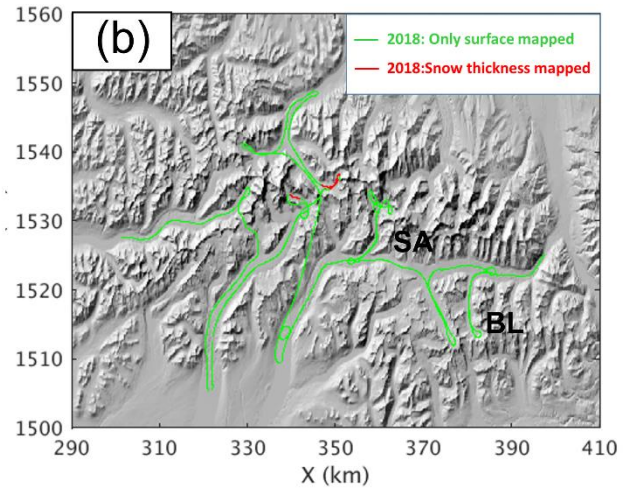 1560
(b)
2018: Only surface mapped
2018:Snow thickness mapped
1550
1540
1530
SA
1520
BL
1510
1500
290 310 330 350 370 390 410
X (km)